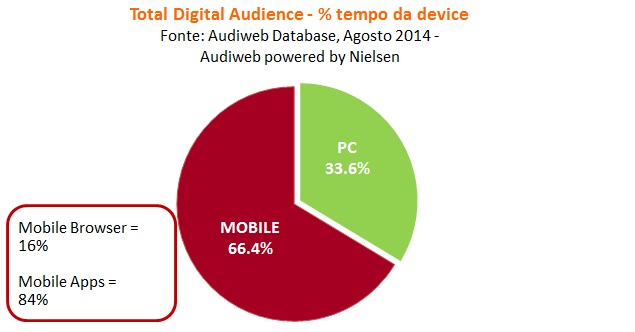 Total Digital Audience - % tempo da device
Fonte: Audiweb Database, Agosto 2014 -
Audiweb powered by Nielsen
PC
33.6%
MOBILE
66.4%
Mobile Browser =
16%
Mobile Apps =
84%